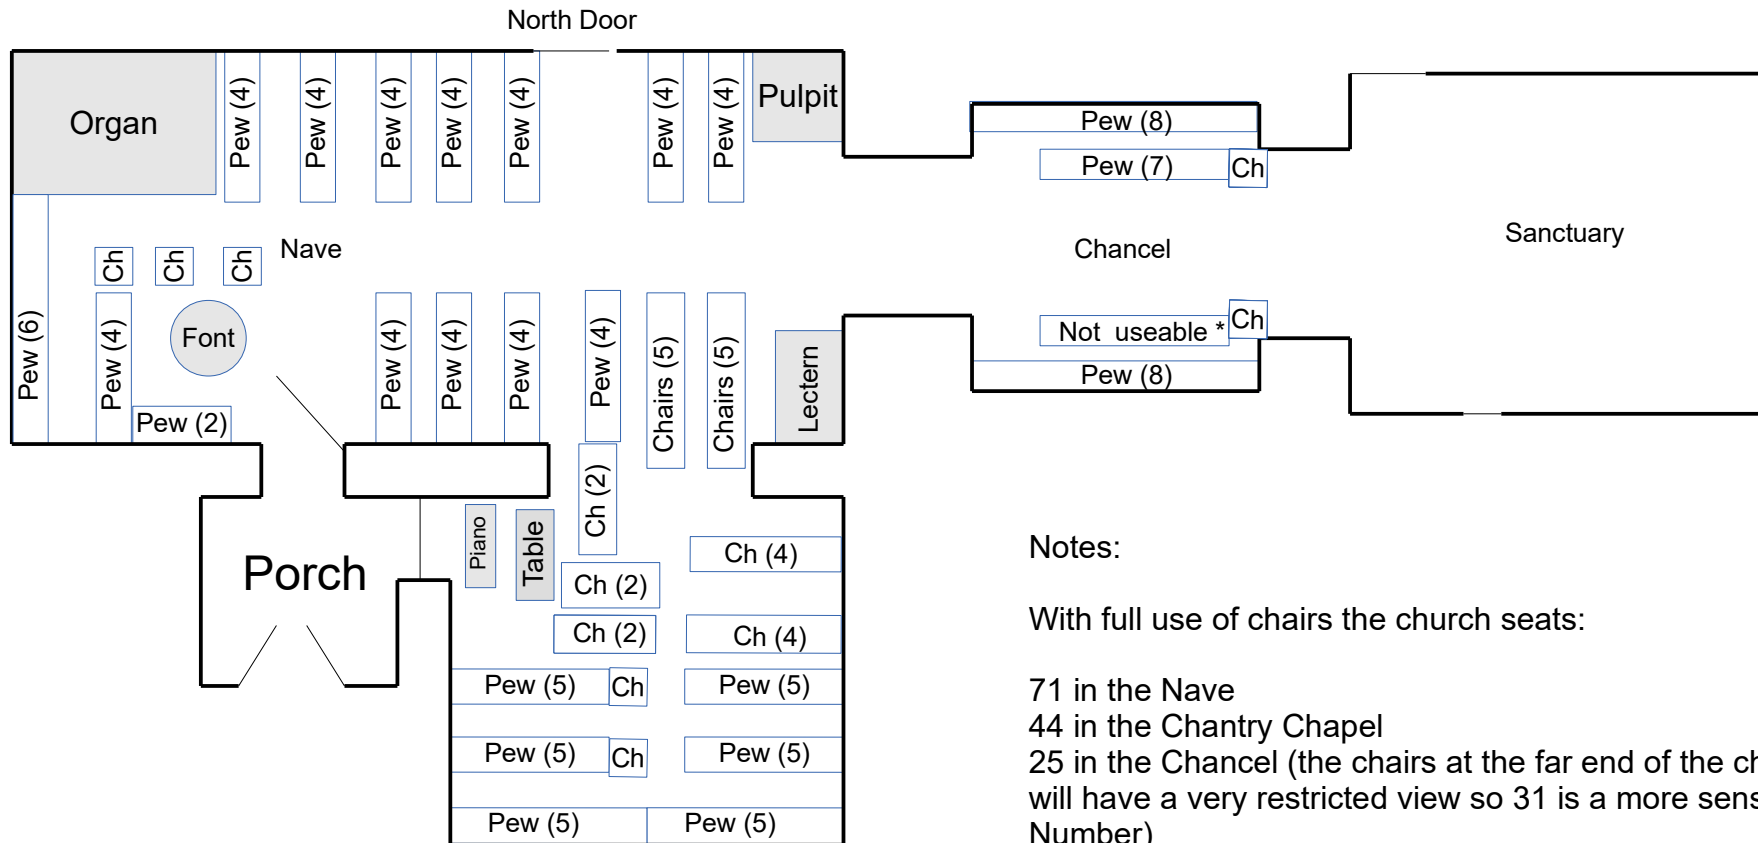 North Door
Organ
Pew (4)
Pew (4)
Pew (4)
Pew (4)
Pew (4)
Pew (4)
Pew (4)
Pulpit
Pew (8)
Pew (7)
Ch
Ch
Ch
Ch
Nave
Chancel
Sanctuary
Pew (6)
Pew (4)
Font
Pew (2)
Pew (4)
Pew (4)
Pew (4)
Pew (4)
Chairs (5)
Chairs (5)
Lectern
Not useable *
Ch
Pew (8)
Ch (2)
Piano
Table
Porch
Ch (2)
Ch (4)
Ch (2)
Ch (4)
Pew (5)
Ch
Pew (5)
Pew (5)
Ch
Pew (5)
Pew (5)
Pew (5)
Notes:
With full use of chairs the church seats:
71 in the Nave
44 in the Chantry Chapel
25 in the Chancel (the chairs at the far end of the
will have a very restricted view so 31 is a more
Number)